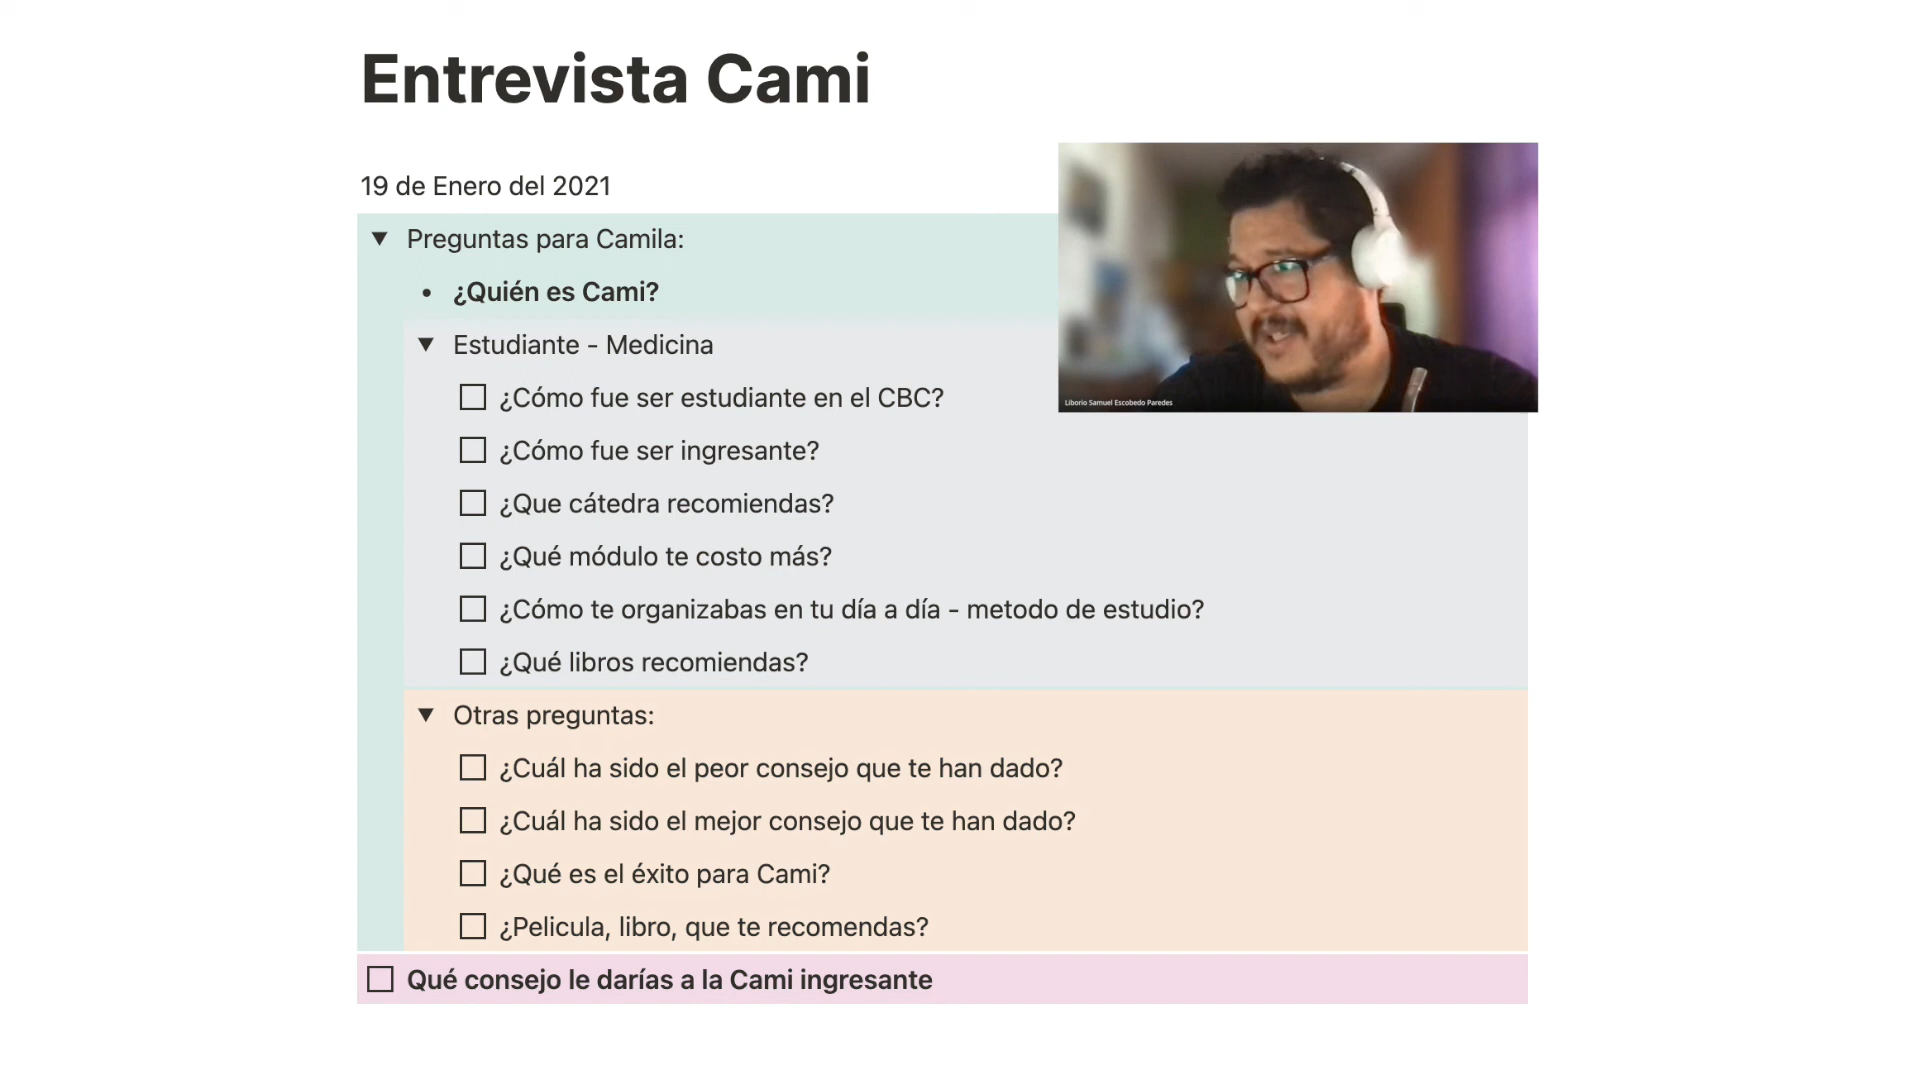 Entrevista Cami
19 de Enero del 2021
Preguntas para Camila:
¿Quién es Cami?
Estudiante - Medicina
¿Cómo fue ser estudiante en el CBC?
¿Cómo fue ser ingresante?
¿Que cátedra recomiendas?
¿Qué módulo te costo más?
¿Cómo te organizabas en tu día a día - metodo de estudio?
¿Qué libros recomiendas?
Otras preguntas:
¿Cuál ha sido el peor consejo que te han dado?
¿Cuál ha sido el mejor consejo que te han dado?
¿Qué es el éxito para Cami?
¿Pelicula, libro, que te recomendas?
Qué consejo le darías a la Cami ingresante
Liborio Samuel Escobedo Paredes